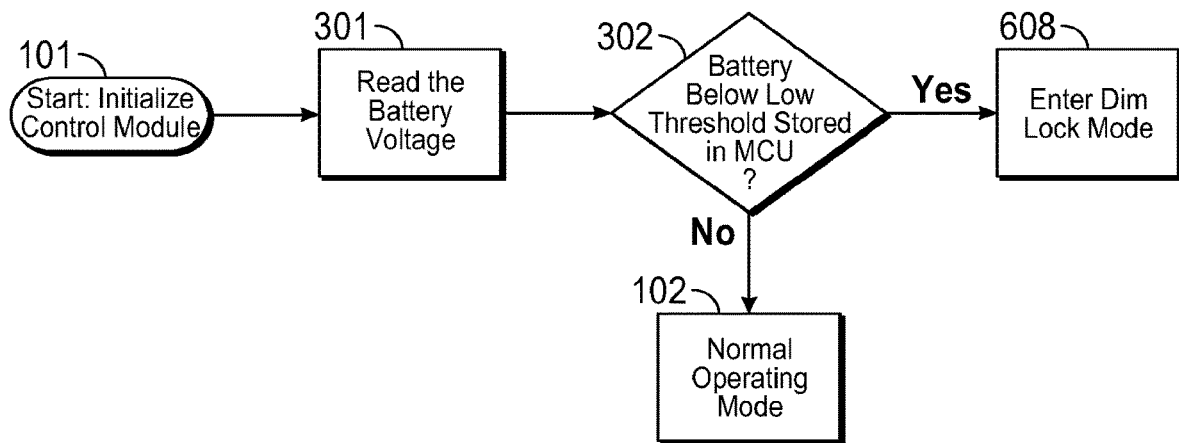 101
Start: Initialize
Control Module
301
Read the
Battery
Voltage
302
Battery
Below Low
Threshold Stored
in MCU
?
Yes
608
Enter Dim
Lock Mode
No
102
Normal
Operating
Mode